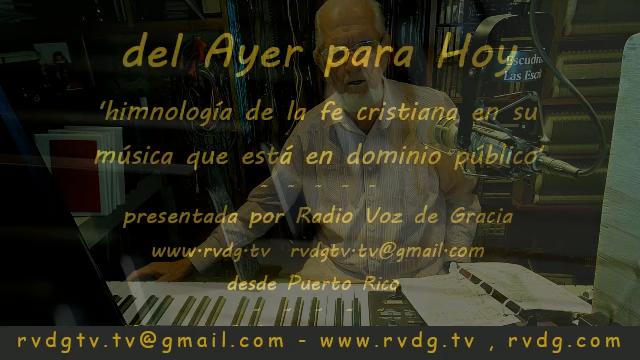 del Ayer para Hoy
'himnología de la fe cristiana en su
música que está en dominio público'
- ~ - ~ - ~ -
presentada por Radio Voz de Gracia
www.rvdg.tv rvdgtv.tv@gmail.com
desde Puerto Rico
Las
rvdgtv.tv@gmail.com - www.rvdg.tv , rvdg.com